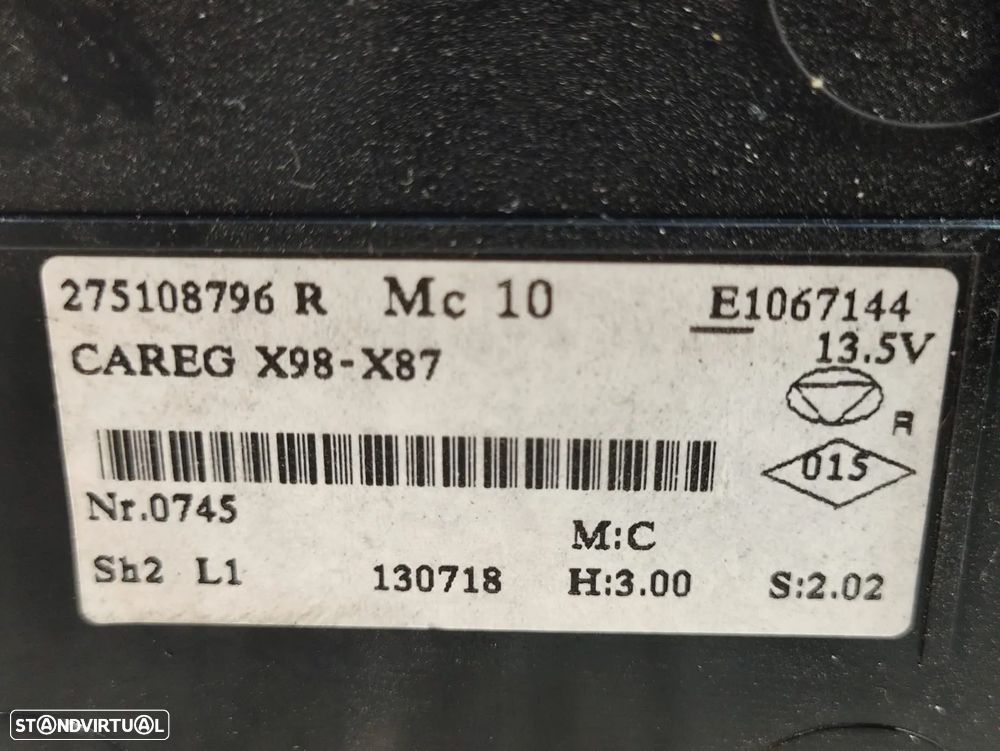 275108796 R Mc 10 E1067144
CAREG X98-X87 13.5V
R
015
Nr.0745
M:C
Sh2 L1 130718 H:3.00 S:2.02
STANDVIRTUAL